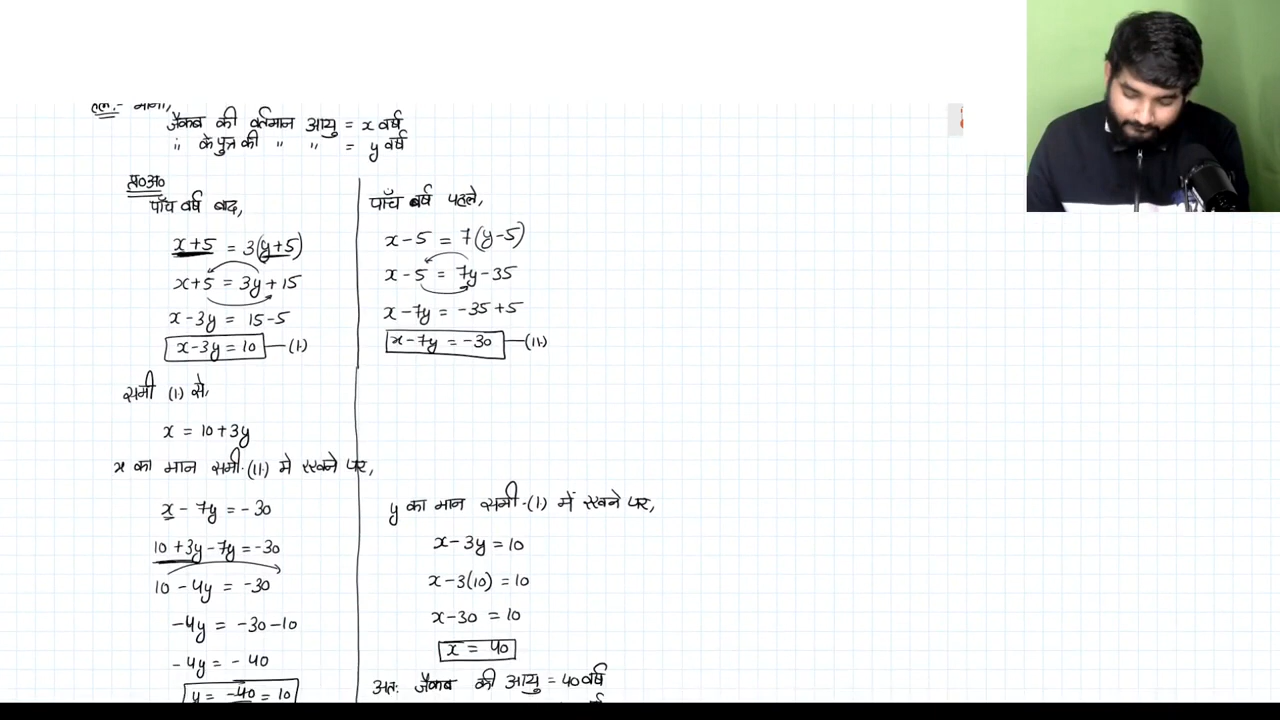 हलः- माना,
जैकब की वर्तमान आयु = x वर्ष
" के पुत्र की " " = y वर्ष
प्र०अ०
पाँच वर्ष बाद,
x+5 = 3(y+5)
x+5 = 3y+15
x-3y = 15-5
x-3y = 10 —(I.)
समी (I.) से,
x = 10+3y
x का मान समी.(II.) मे रखने पर,
x - 7y = -30
10+3y-7y = -30
10 - 4y = -30
-4y = -30-10
-4y = -40
y = -40 = 10
पाँच वर्ष पहले,
x-5 = 7(y-5)
x-5 = 7y-35
x-7y = -35+5
x-7y = -30 —(II.)
y का मान समी.(I.) में रखने पर,
x-3y = 10
x-3(10) = 10
x-30 = 10
x = 40
अतः जैकब की आयु = 40 वर्ष